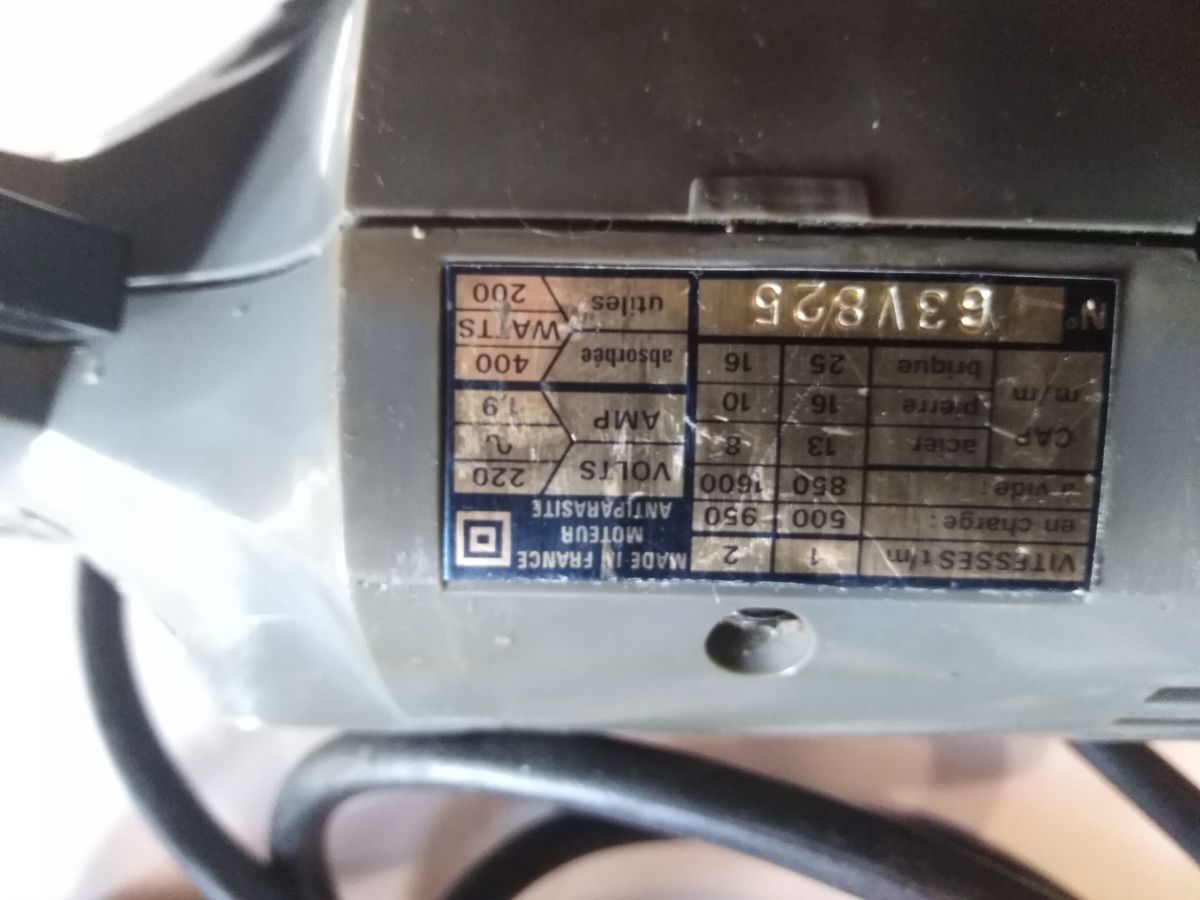 VITESSES t/m 1 2
en charge: 500 950
à vide: 850 1600
CAP. m/m acier 13 8
pierre 16 10
brique 25 16
N° 63V825
MADE IN FRANCE
MOTEUR
ANTIPARASITE
VOLTS 220 ~
AMP 1,9
absorbée 400
WATTS
utiles 200